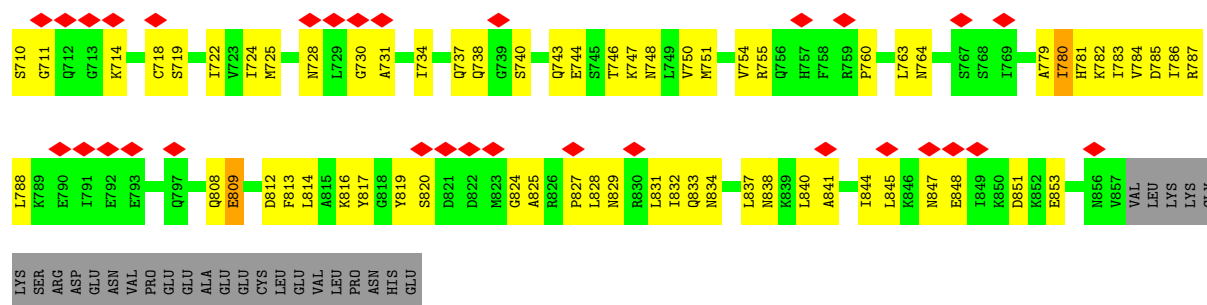 S710 G711 Q712 G713 K714 C718 S719 I722 V723 I724 M725 N728 L729 G730 A731 I734 Q737 Q738 G739 S740 Q743 E744 S745 T746 K747 N748 L749 V750 M751 V754 R755 Q756 H757 F758 R759 P760 L763 N764 S767 S768 I769 A779 I780 H781 K782 I783 V784 D785 I786 R787
L788 K789 E790 I791 E792 E793 Q797 Q808 E809 D812 F813 L814 A815 K816 Y817 G818 Y819 S820 D821 D822 M823 G824 A825 R826 P827 L828 N829 R830 L831 I832 Q833 N834 L837 N838 K839 L840 A841 I844 L845 K846 N847 E848 I849 K850 D851 K852 E853 N856 V857 VAL LEU LYS LYS
LYS SER ARG ASP GLU ASN VAL PRO GLU GLU ALA GLU GLU CYS LEU GLU VAL LEU PRO ASN HIS GLU